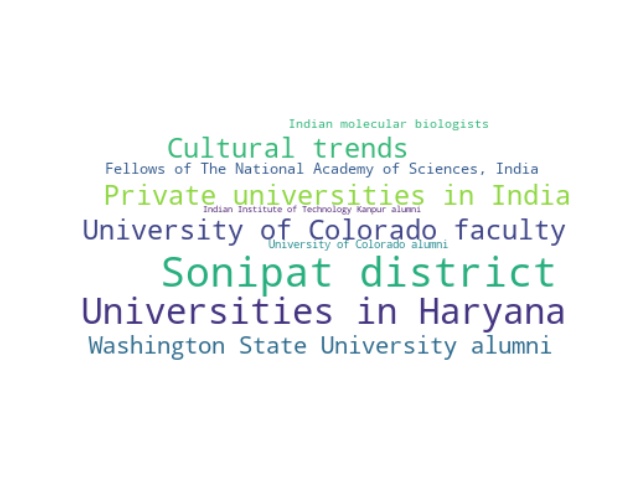 Indian molecular biologists
Cultural trends
Fellows of The National Academy of Sciences, India
Private universities in India
Indian Institute of Technology Kanpur alumni
University of Colorado faculty
University of Colorado alumni
Sonipat district
Universities in Haryana
Washington State University alumni